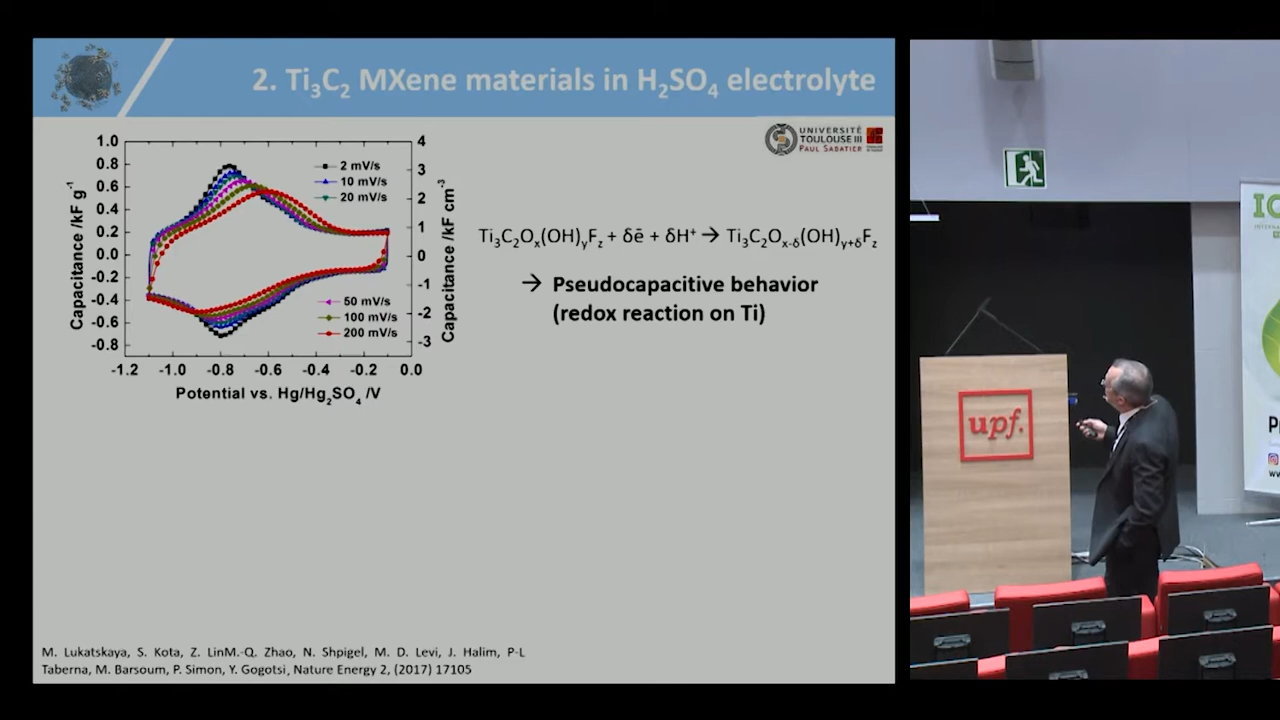 2. Ti₃C₂ MXene materials in H₂SO₄ electrolyte
UNIVERSITÉ
TOULOUSE III
PAUL SABATIER
1.0
0.8
0.6
0.4
0.2
0.0
-0.2
-0.4
-0.6
-0.8
Capacitance /kF g⁻¹
4
3
2
1
0
-1
-2
-3
Capacitance /kF cm⁻³
2 mV/s
10 mV/s
20 mV/s
50 mV/s
100 mV/s
200 mV/s
-1.2 -1.0 -0.8 -0.6 -0.4 -0.2 0.0
Potential vs. Hg/Hg₂SO₄ /V
Ti₃C₂Oₓ(OH)ᵧF_z + δē + δH⁺ → Ti₃C₂Oₓ₋δ(OH)ᵧ₊δF_z
→ Pseudocapacitive behavior
(redox reaction on Ti)
M. Lukatskaya, S. Kota, Z. LinM.-Q. Zhao, N. Shpigel, M. D. Levi, J. Halim, P-L
Taberna, M. Barsoum, P. Simon, Y. Gogotsi, Nature Energy 2, (2017) 17105
upf.